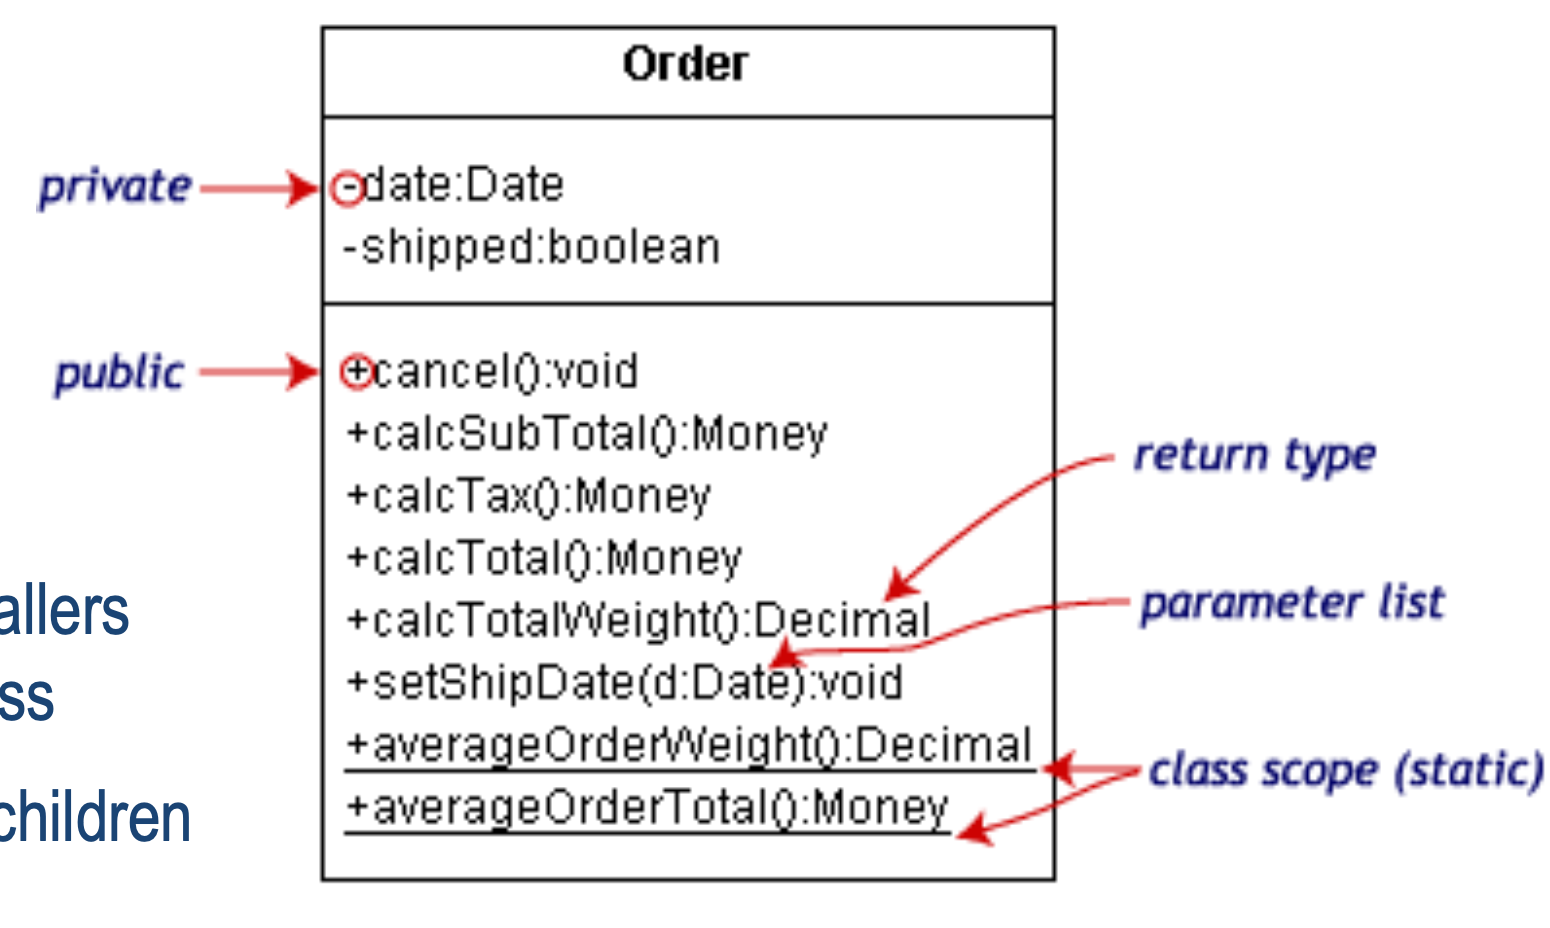 Order
private
-date:Date
-shipped:boolean
public
+cancel():void
+calcSubTotal():Money
return type
+calcTax():Money
+calcTotal():Money
parameter list
+calcTotalWeight():Decimal
+setShipDate(d:Date):void
+averageOrderWeight():Decimal
class scope (static)
+averageOrderTotal():Money
allers
ss
children